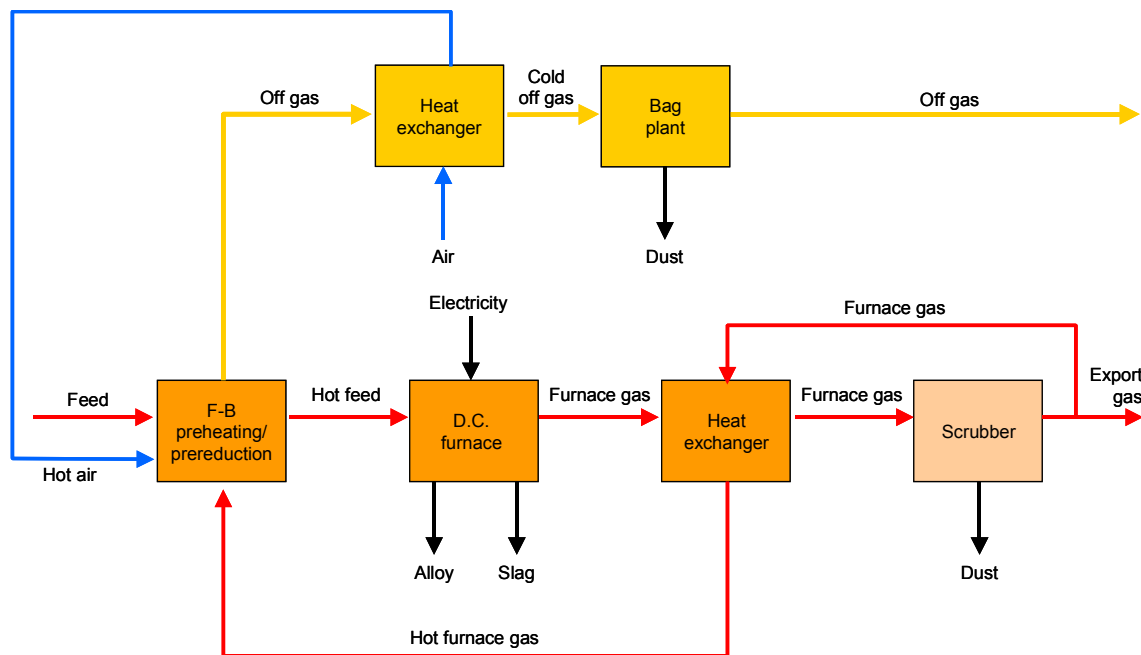 Cold
off gas
Off gas
Heat
exchanger
Bag
plant
Off gas
Air
Dust
Electricity
Furnace gas
Feed
F-B
preheating/
prereduction
Hot feed
D.C.
furnace
Furnace gas
Heat
exchanger
Furnace gas
Scrubber
Export
gas
Hot air
Alloy
Slag
Dust
Hot furnace gas